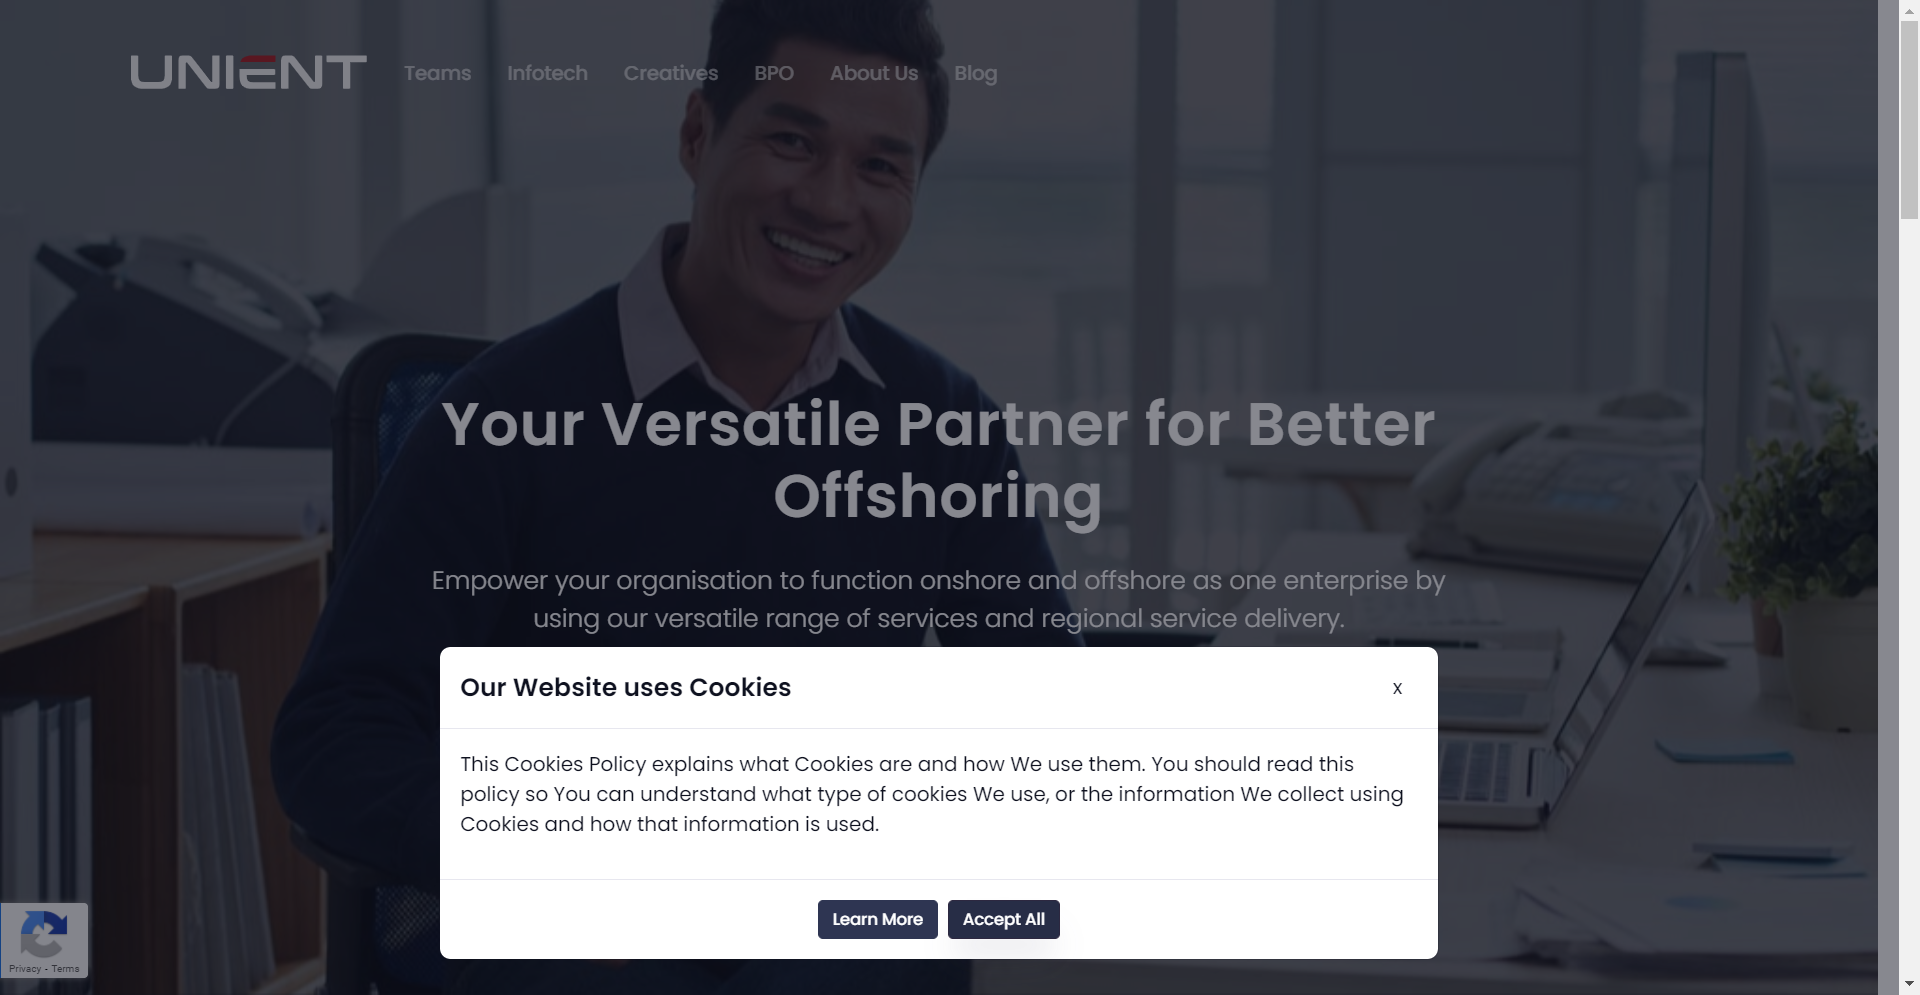 UNIENT
Teams
Infotech
Creatives
BPO
About Us
Blog
Your Versatile Partner for Better
Offshoring
Empower your organisation to function onshore and offshore as one enterprise by
using our versatile range of services and regional service delivery.
Our Website uses Cookies
x
This Cookies Policy explains what Cookies are and how We use them. You should read this
policy so You can understand what type of cookies We use, or the information We collect using
Cookies and how that information is used.
Learn More
Accept All
Privacy - Terms